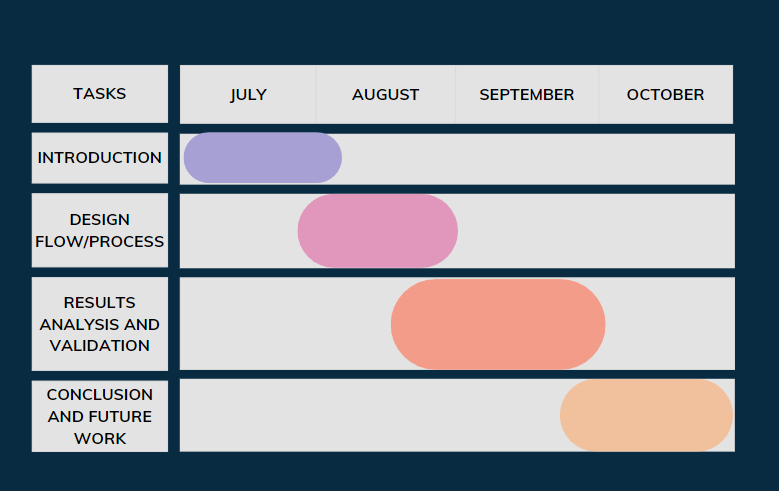 TASKS
JULY
AUGUST
SEPTEMBER
OCTOBER
INTRODUCTION
DESIGN
FLOW/PROCESS
RESULTS
ANALYSIS AND
VALIDATION
CONCLUSION
AND FUTURE
WORK